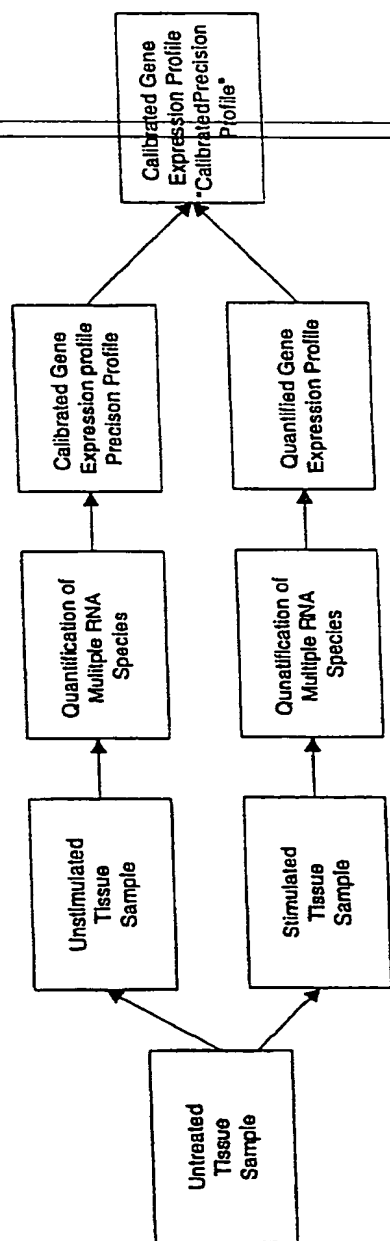 Untreated
Tissue
Sample
Unstimulated
Tissue
Sample
Quantification of
Mulitple RNA
Species
Calibrated Gene
Expression profile
Precison Profile
Stimulated
Tissue
Sample
Qunatification of
Multiple RNA
Species
Quantified Gene
Expression Profile
Calibrated Gene
Expression Profile
"CalibratedPrecision
Profile"